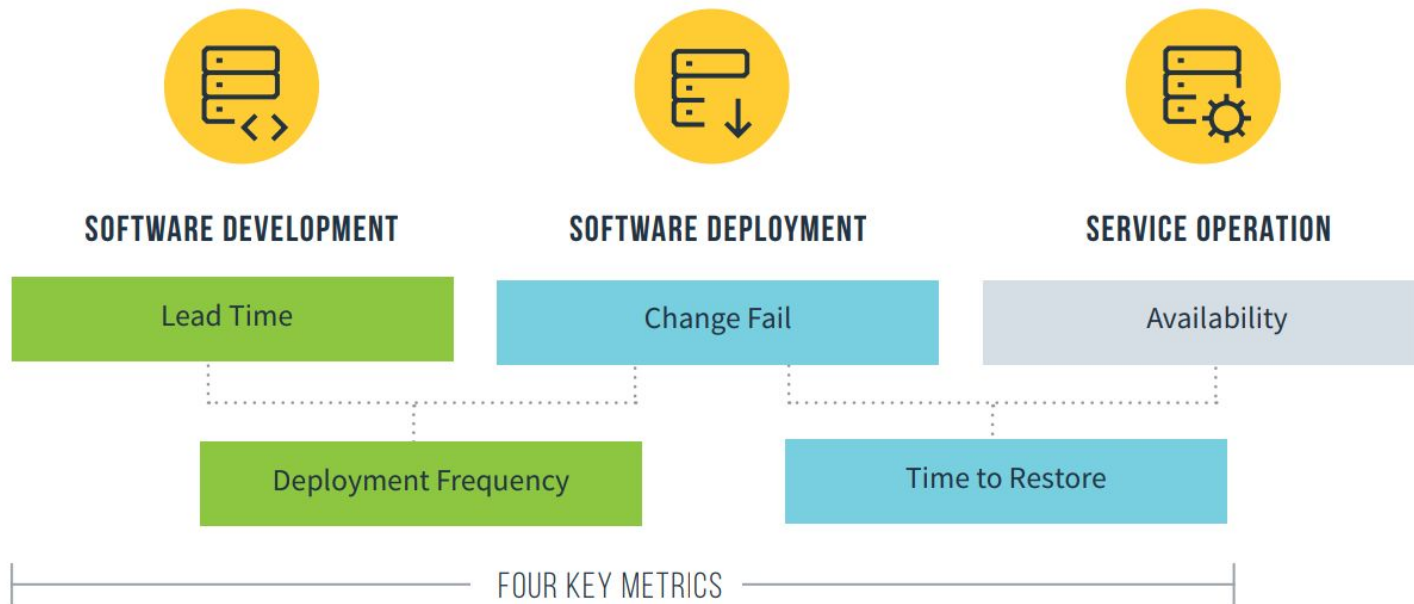 SOFTWARE DEVELOPMENT
SOFTWARE DEPLOYMENT
SERVICE OPERATION
Lead Time
Change Fail
Availability
Deployment Frequency
Time to Restore
FOUR KEY METRICS